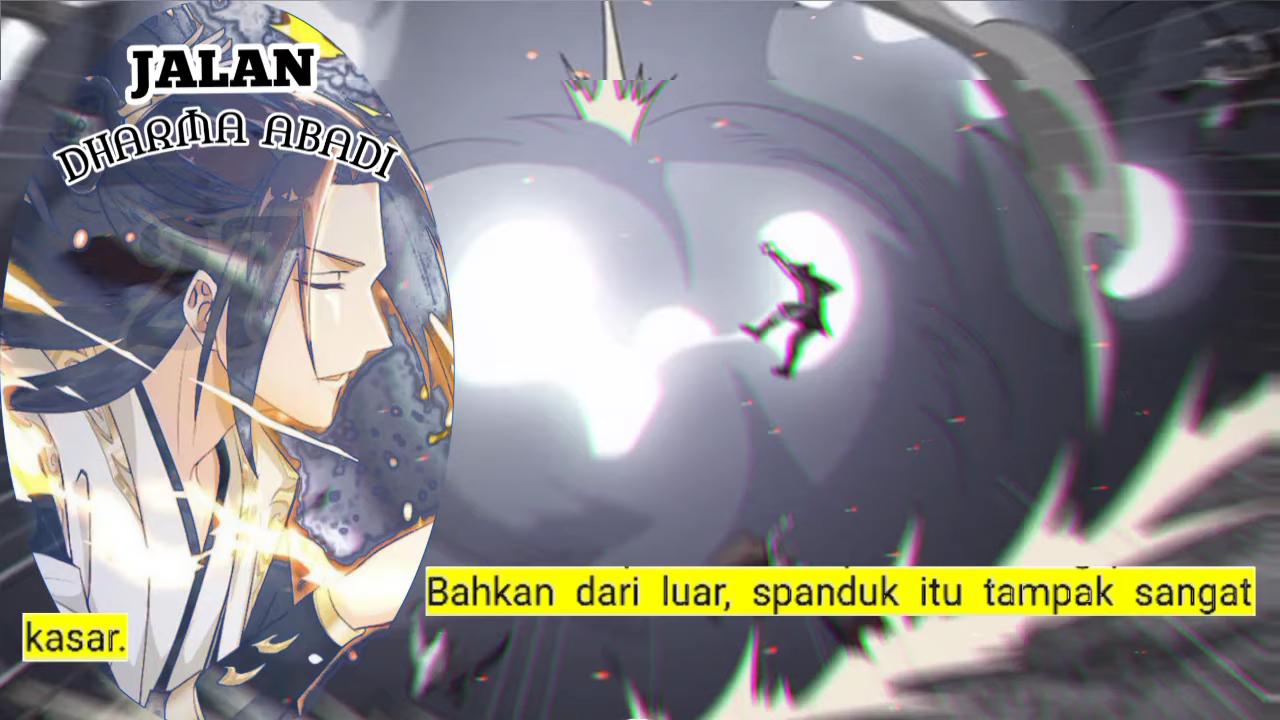 JALAN
DHARMA ABADI
Bahkan dari luar, spanduk itu tampak sangat
kasar.